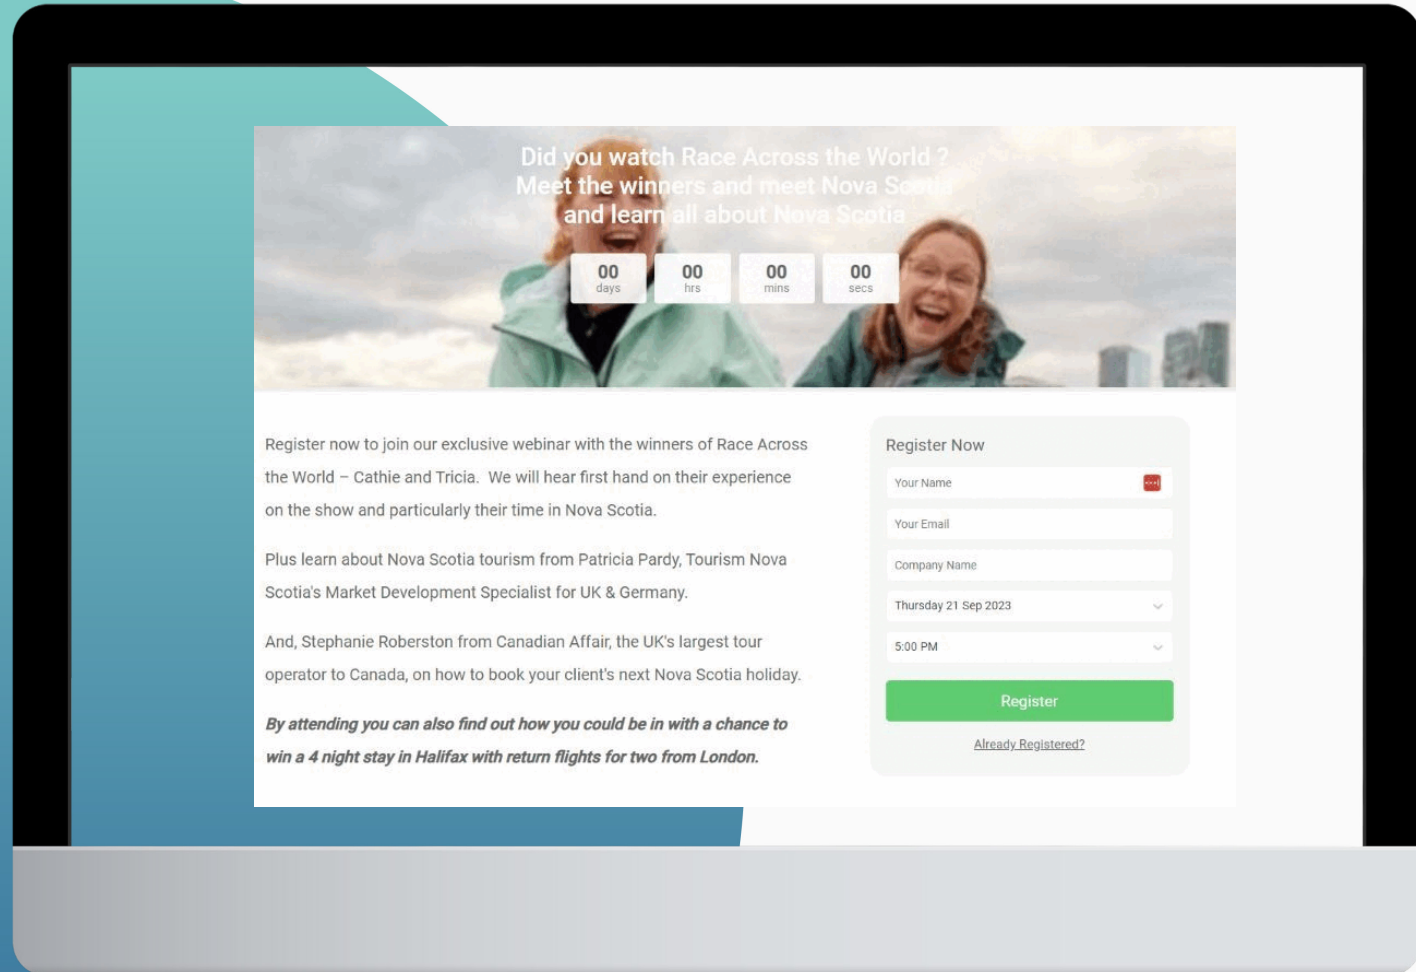 Did you watch Race Across the World ?
Meet the winners and meet Nova Scotia
and learn all about Nova Scotia
00 00 00 00
days hrs mins secs
Register now to join our exclusive webinar with the winners of Race Across
the World – Cathie and Tricia.  We will hear first hand on their experience
on the show and particularly their time in Nova Scotia.
Plus learn about Nova Scotia tourism from Patricia Pardy, Tourism Nova
Scotia's Market Development Specialist for UK & Germany.
And, Stephanie Roberston from Canadian Affair, the UK's largest tour
operator to Canada, on how to book your client's next Nova Scotia holiday.
By attending you can also find out how you could be in with a chance to
win a 4 night stay in Halifax with return flights for two from London.
Register Now
Your Name
Your Email
Company Name
Thursday 21 Sep 2023
5:00 PM
Register
Already Registered?